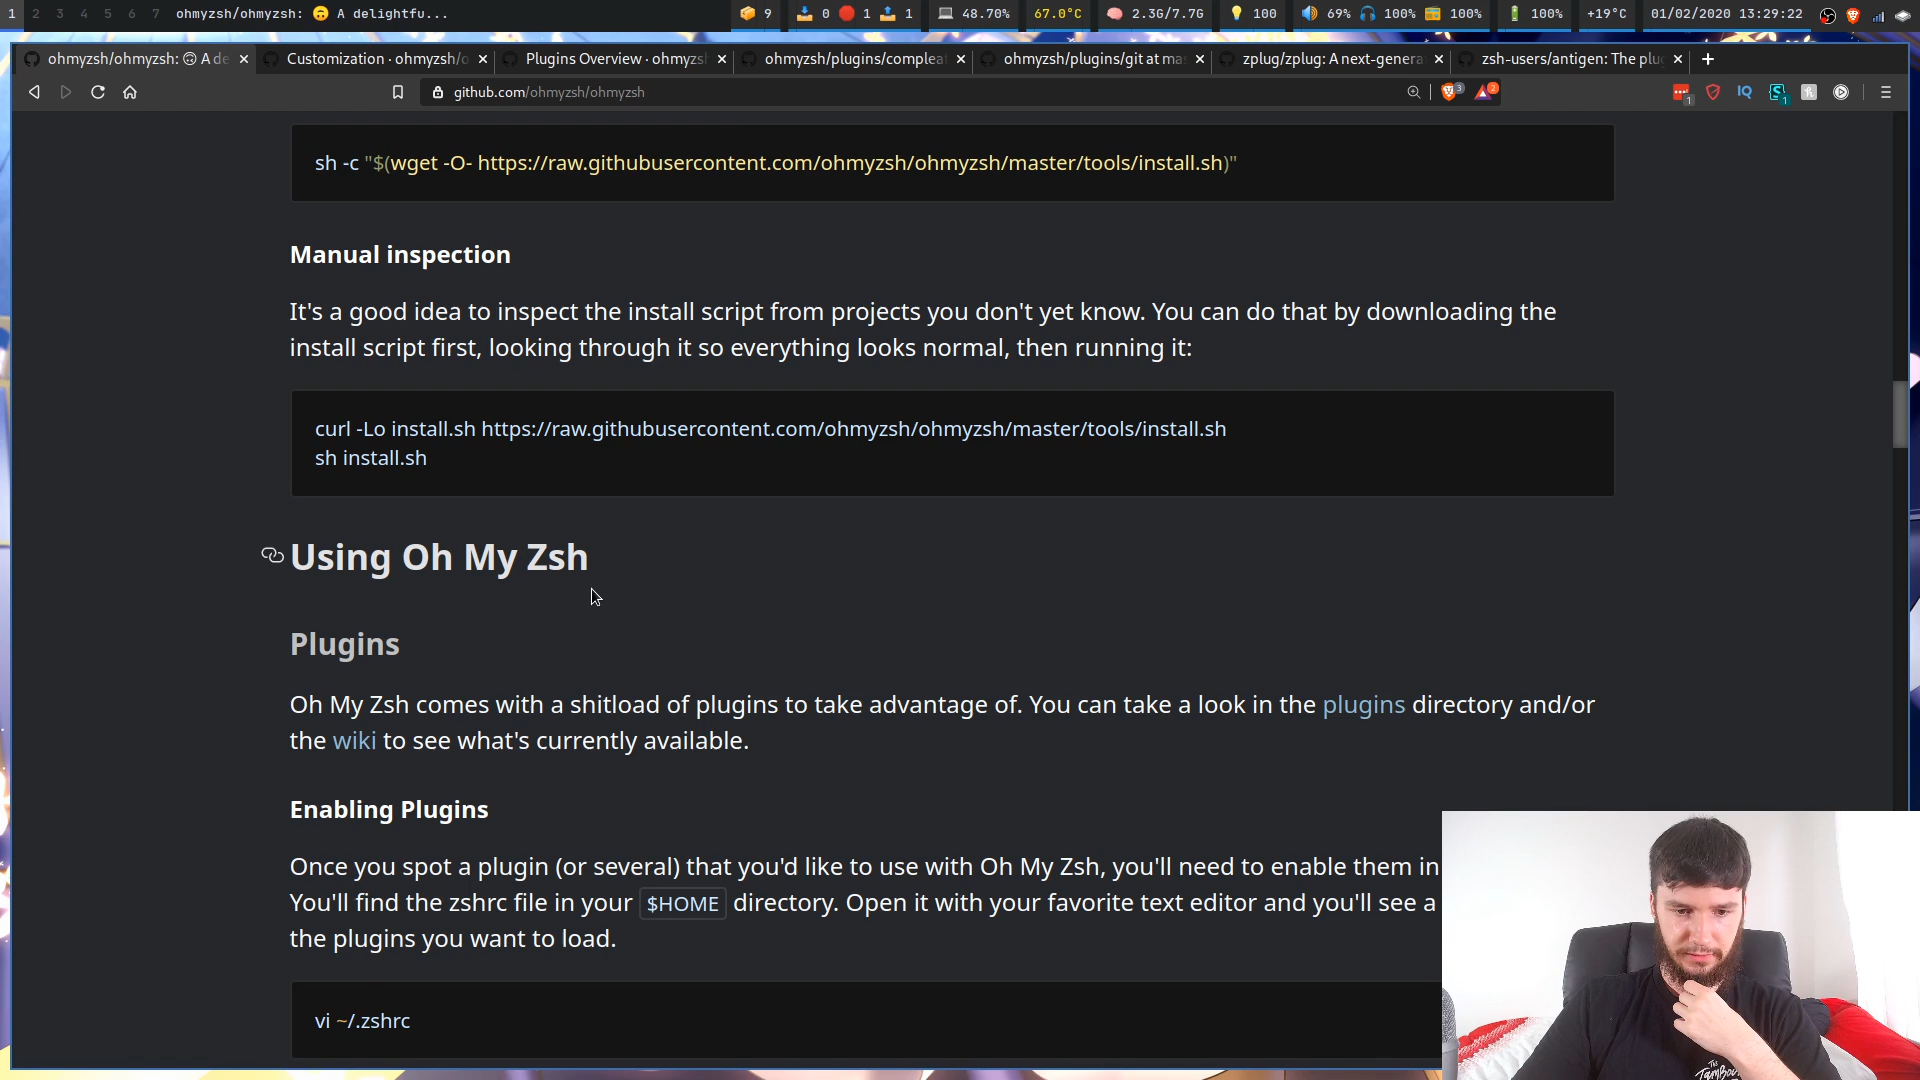 1 2 3 4 5 6 7 ohmyzsh/ohmyzsh: 🙃 A delightfu... 9 0 1 1 48.70% 67.0°C 2.3G/7.7G 100 69% 100% 100% 100% +19°C 01/02/2020 13:29:22
ohmyzsh/ohmyzsh: 🙃 A de Customization · ohmyzsh/o Plugins Overview · ohmyzs ohmyzsh/plugins/complea ohmyzsh/plugins/git at ma zplug/zplug: A next-genera zsh-users/antigen: The plu
github.com/ohmyzsh/ohmyzsh 3 2 1 IQ 1
sh -c "$(wget -O- https://raw.githubusercontent.com/ohmyzsh/ohmyzsh/master/tools/install.sh)"
Manual inspection
It's a good idea to inspect the install script from projects you don't yet know. You can do that by downloading the
install script first, looking through it so everything looks normal, then running it:
curl -Lo install.sh https://raw.githubusercontent.com/ohmyzsh/ohmyzsh/master/tools/install.sh
sh install.sh
Using Oh My Zsh
Plugins
Oh My Zsh comes with a shitload of plugins to take advantage of. You can take a look in the plugins directory and/or
the wiki to see what's currently available.
Enabling Plugins
Once you spot a plugin (or several) that you'd like to use with Oh My Zsh, you'll need to enable them in
You'll find the zshrc file in your $HOME directory. Open it with your favorite text editor and you'll see a
the plugins you want to load.
vi ~/.zshrc